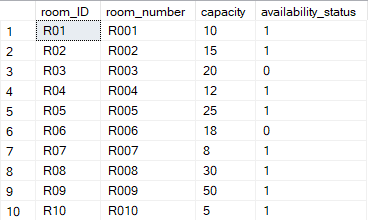 room_ID room_number capacity availability_status
1 R01 R001 10 1
2 R02 R002 15 1
3 R03 R003 20 0
4 R04 R004 12 1
5 R05 R005 25 1
6 R06 R006 18 0
7 R07 R007 8 1
8 R08 R008 30 1
9 R09 R009 50 1
10 R10 R010 5 1